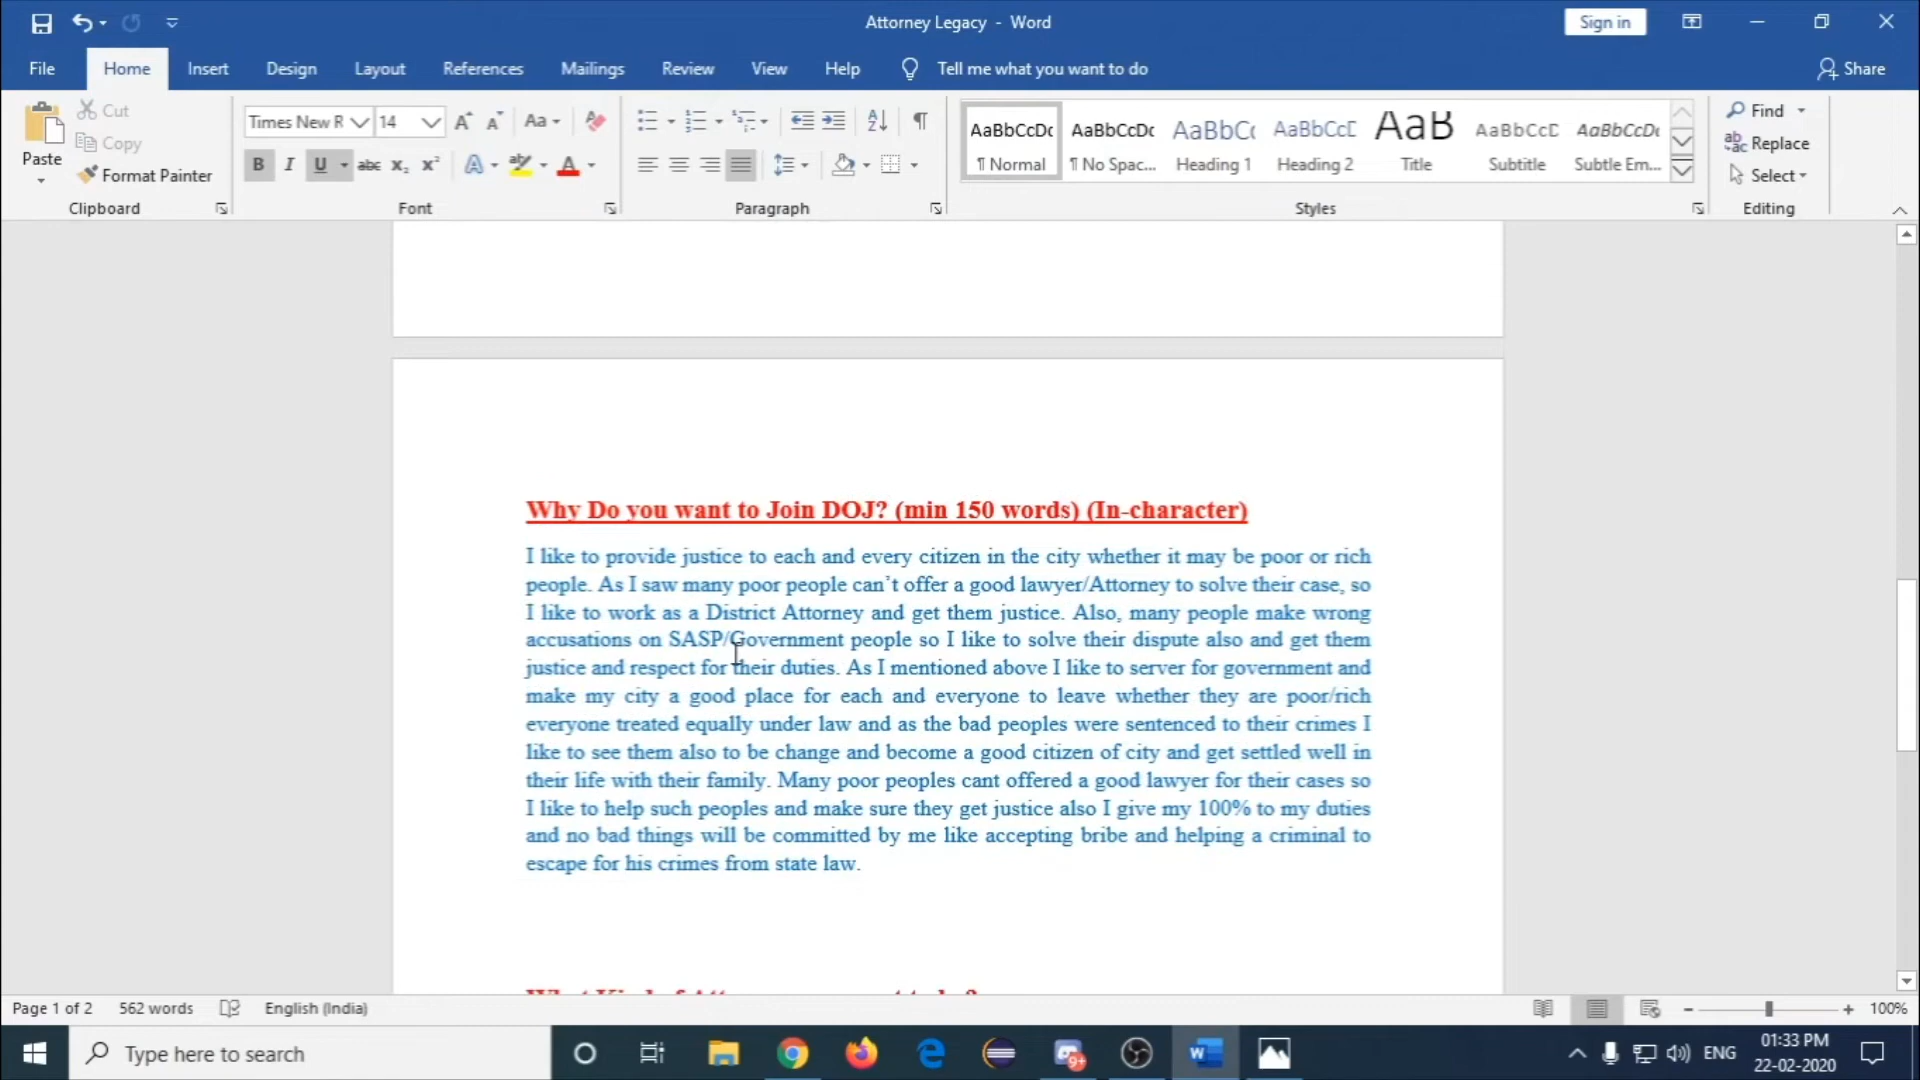 Attorney Legacy - Word
Sign in
File Home Insert Design Layout References Mailings Review View Help Tell me what you want to do Share
Paste
Cut
Copy
Format Painter
Clipboard
Times New R 14 Aa
B I U abc x₂ x² A ab A
Font
Paragraph
AaBbCcDc AaBbCcDc AaBbC( AaBbCcD AaB AaBbCcD AaBbCcDc
¶ Normal ¶ No Spac... Heading 1 Heading 2 Title Subtitle Subtle Em...
Styles
Find
Replace
Select
Editing
Why Do you want to Join DOJ? (min 150 words) (In-character)
I like to provide justice to each and every citizen in the city whether it may be poor or rich
people. As I saw many poor people can't offer a good lawyer/Attorney to solve their case, so
I like to work as a District Attorney and get them justice. Also, many people make wrong
accusations on SASP/Government people so I like to solve their dispute also and get them
justice and respect for their duties. As I mentioned above I like to server for government and
make my city a good place for each and everyone to leave whether they are poor/rich
everyone treated equally under law and as the bad peoples were sentenced to their crimes I
like to see them also to be change and become a good citizen of city and get settled well in
their life with their family. Many poor peoples cant offered a good lawyer for their cases so
I like to help such peoples and make sure they get justice also I give my 100% to my duties
and no bad things will be committed by me like accepting bribe and helping a criminal to
escape for his crimes from state law.
Page 1 of 2 562 words English (India) 100%
Type here to search
9+
ENG
01:33 PM
22-02-2020